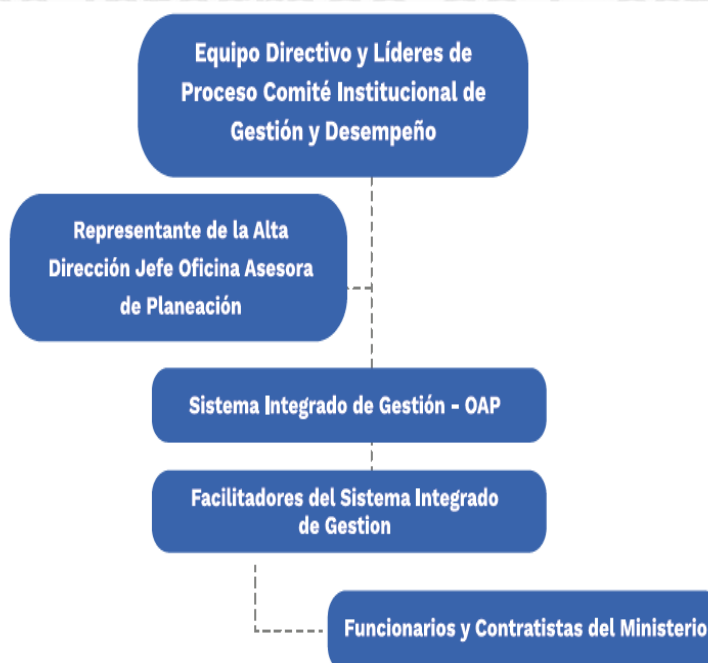 Equipo Directivo y Líderes de
Proceso Comité Institucional de
Gestión y Desempeño
Representante de la Alta
Dirección Jefe Oficina Asesora
de Planeación
Sistema Integrado de Gestión - OAP
Facilitadores del Sistema Integrado
de Gestion
Funcionarios y Contratistas del Ministerio